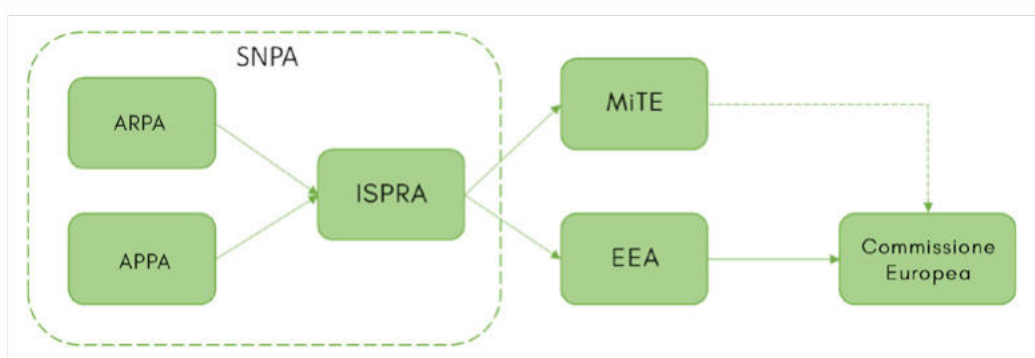 SNPA
ARPA
APPA
ISPRA
MiTE
EEA
Commissione
Europea